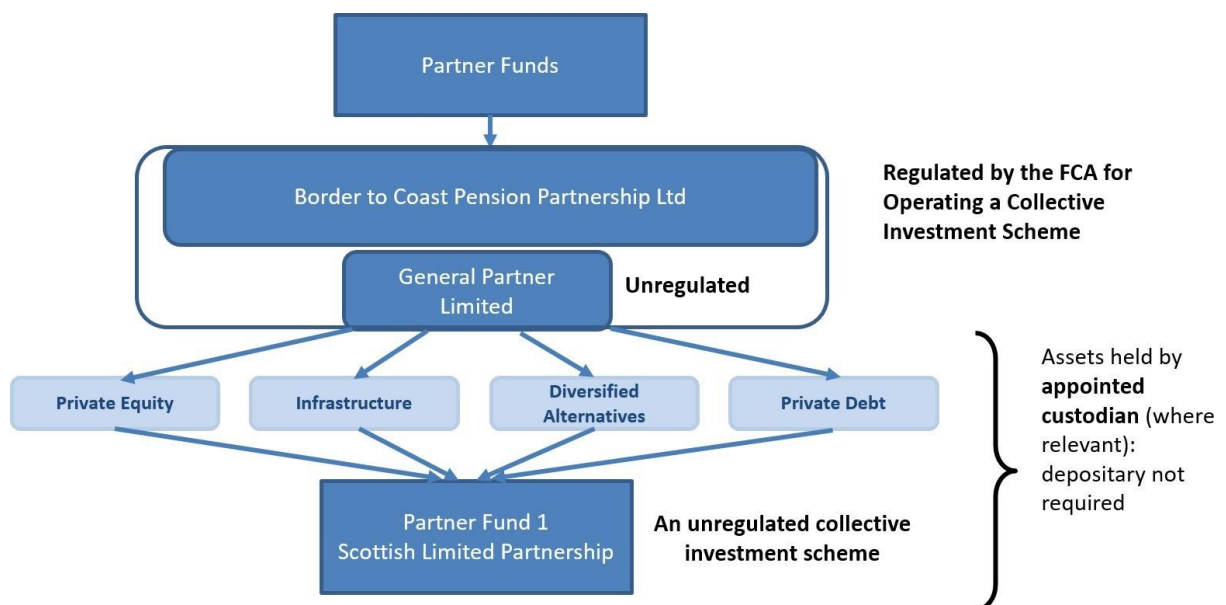 Partner Funds
Border to Coast Pension Partnership Ltd
Regulated by the FCA for
Operating a Collective
Investment Scheme
General Partner
Limited
Unregulated
Private Equity
Infrastructure
Diversified
Alternatives
Private Debt
Assets held by
appointed
custodian (where
relevant):
depositary not
required
Partner Fund 1
Scottish Limited Partnership
An unregulated collective
investment scheme